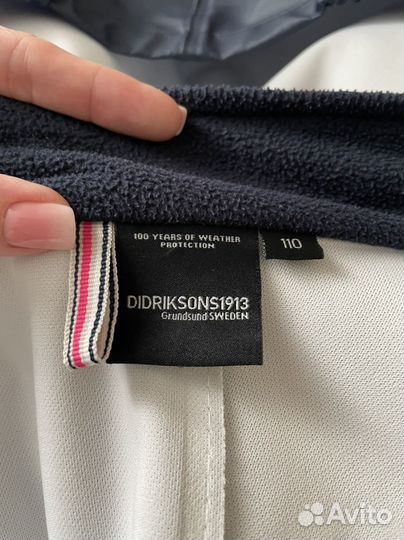 100 YEARS OF WEATHER
PROTECTION
110
DIDRIKSONS1913
Grundsund SWEDEN
Avito